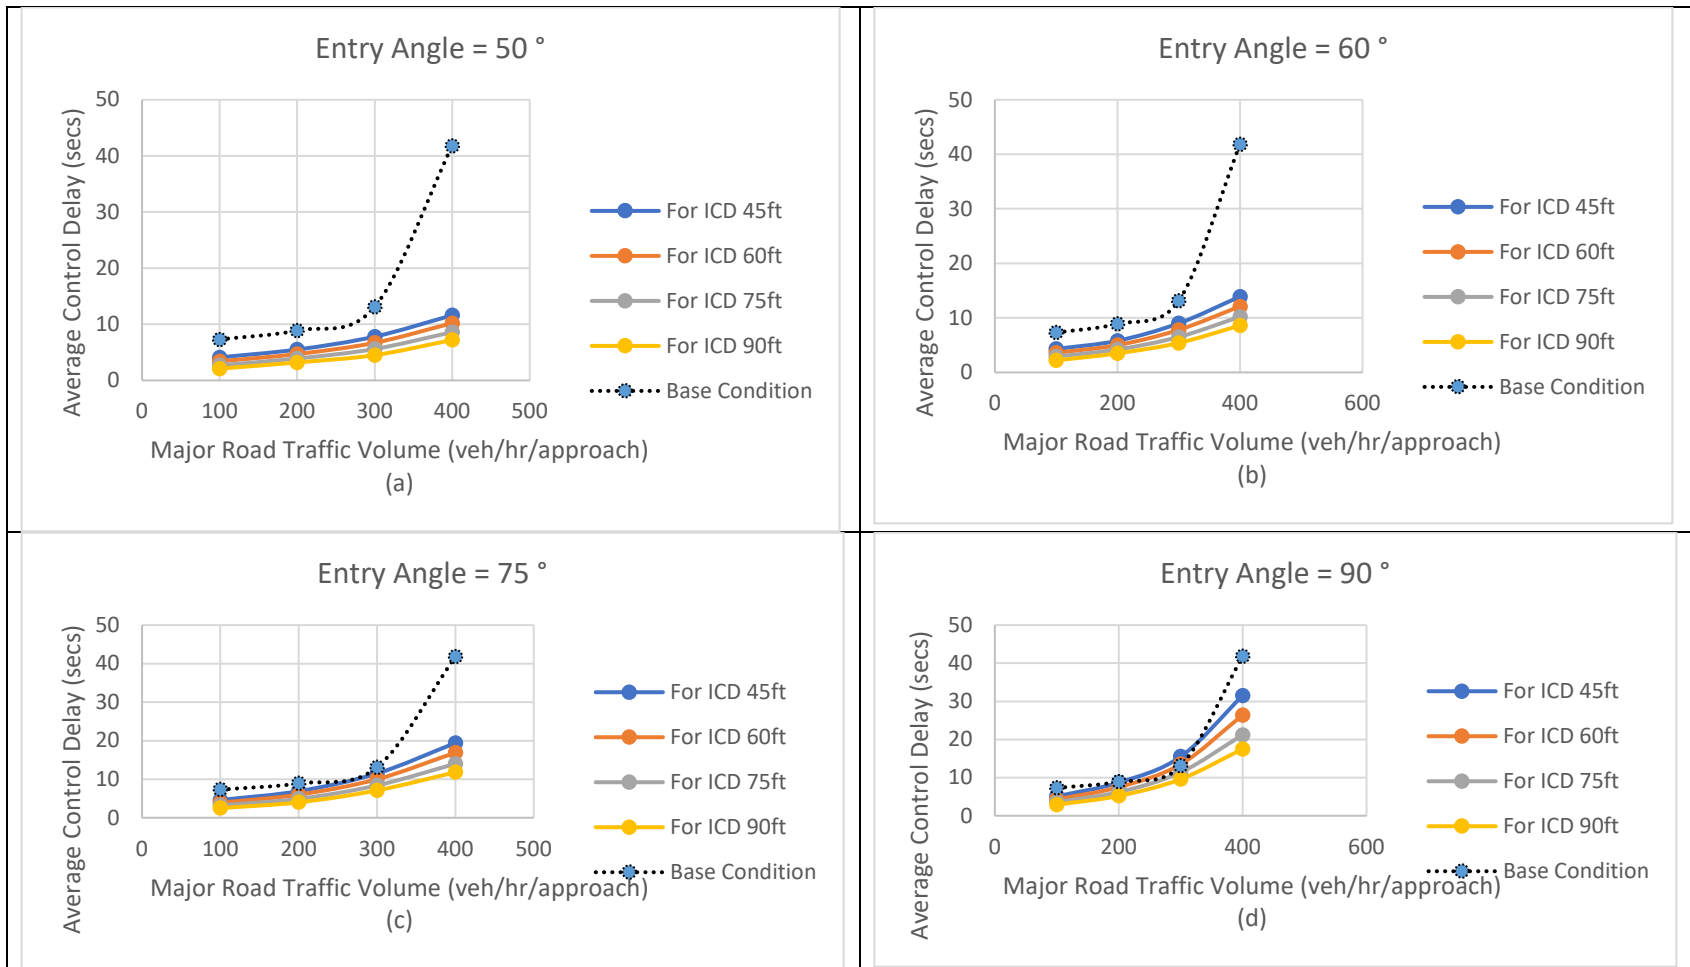 Entry Angle = 50 °
50
40
30
20
10
0
0 100 200 300 400 500
Average Control Delay (secs)
Major Road Traffic Volume (veh/hr/approach)
(a)
For ICD 45ft
For ICD 60ft
For ICD 75ft
For ICD 90ft
Base Condition
Entry Angle = 60 °
50
40
30
20
10
0
0 200 400 600
Average Control Delay (secs)
Major Road Traffic Volume (veh/hr/approach)
(b)
For ICD 45ft
For ICD 60ft
For ICD 75ft
For ICD 90ft
Base Condition
Entry Angle = 75 °
50
40
30
20
10
0
0 100 200 300 400 500
Average Control Delay (secs)
Major Road Traffic Volume (veh/hr/approach)
(c)
For ICD 45ft
For ICD 60ft
For ICD 75ft
For ICD 90ft
Base Condition
Entry Angle = 90 °
50
40
30
20
10
0
0 200 400 600
Average Control Delay (secs)
Major Road Traffic Volume (veh/hr/approach)
(d)
For ICD 45ft
For ICD 60ft
For ICD 75ft
For ICD 90ft
Base Condition